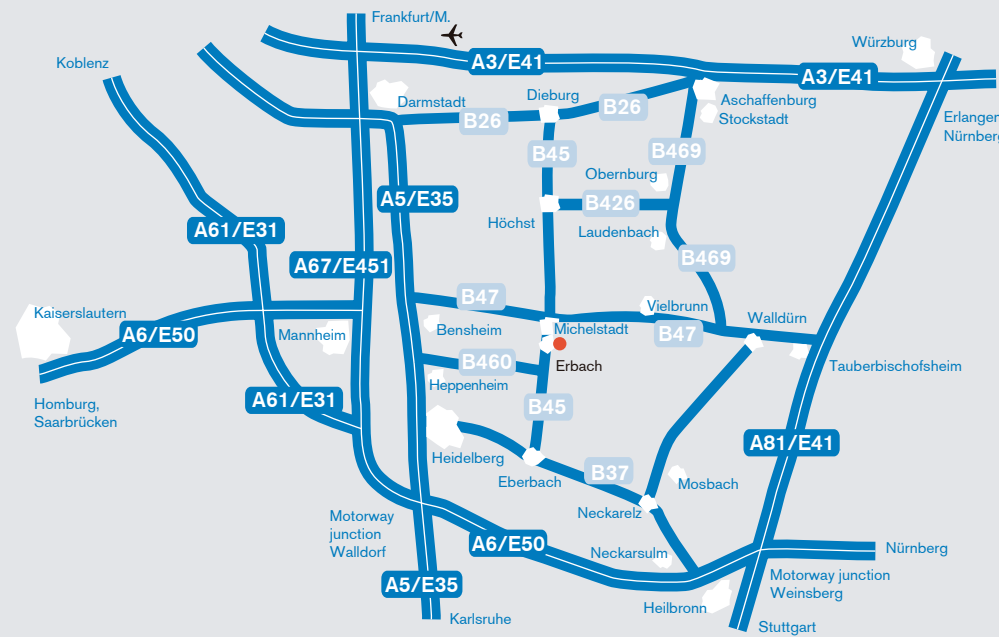 Frankfurt/M.
Würzburg
Koblenz
A3/E41
A3/E41
Darmstadt
Dieburg
B26
B26
Aschaffenburg
Stockstadt
Erlangen
Nürnberg
B45
B469
Obernburg
A5/E35
B426
A61/E31
Höchst
Laudenbach
A67/E451
B469
B47
Kaiserslautern
A6/E50
Mannheim
Bensheim
Michelstadt
Vielbrunn
B47
Walldürn
B460
Erbach
Tauberbischofsheim
Heppenheim
Homburg,
Saarbrücken
A61/E31
B45
A81/E41
Heidelberg
Eberbach
B37
Mosbach
Neckarelz
Motorway
junction
Walldorf
A6/E50
Neckarsulm
Nürnberg
A5/E35
Motorway junction
Weinsberg
Heilbronn
Karlsruhe
Stuttgart